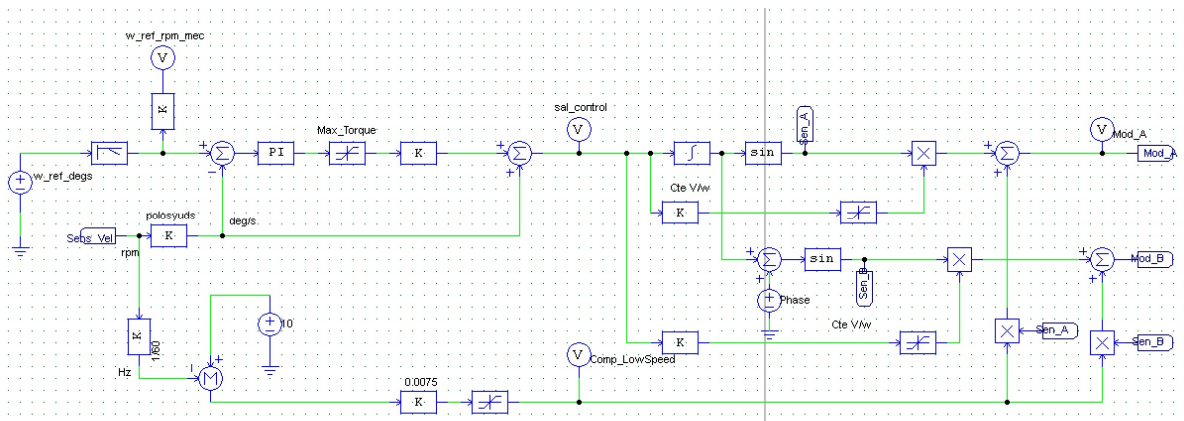 w_ref_rpm_mec
V
K
w_ref_degs
PI
Max_Torque
K
sal_control
V
∫
sin
Sen_A
V
Mod_A
Mod_A
polosyuds
K
deg/s
Sens_Vel
rpm
Cte V/w
K
sin
Sen_B
Phase
Mod_B
Cte V/w
K
K
1/60
Hz
10
M
V
Comp_LowSpeed
0.0075
K
Sen_A
Sen_B